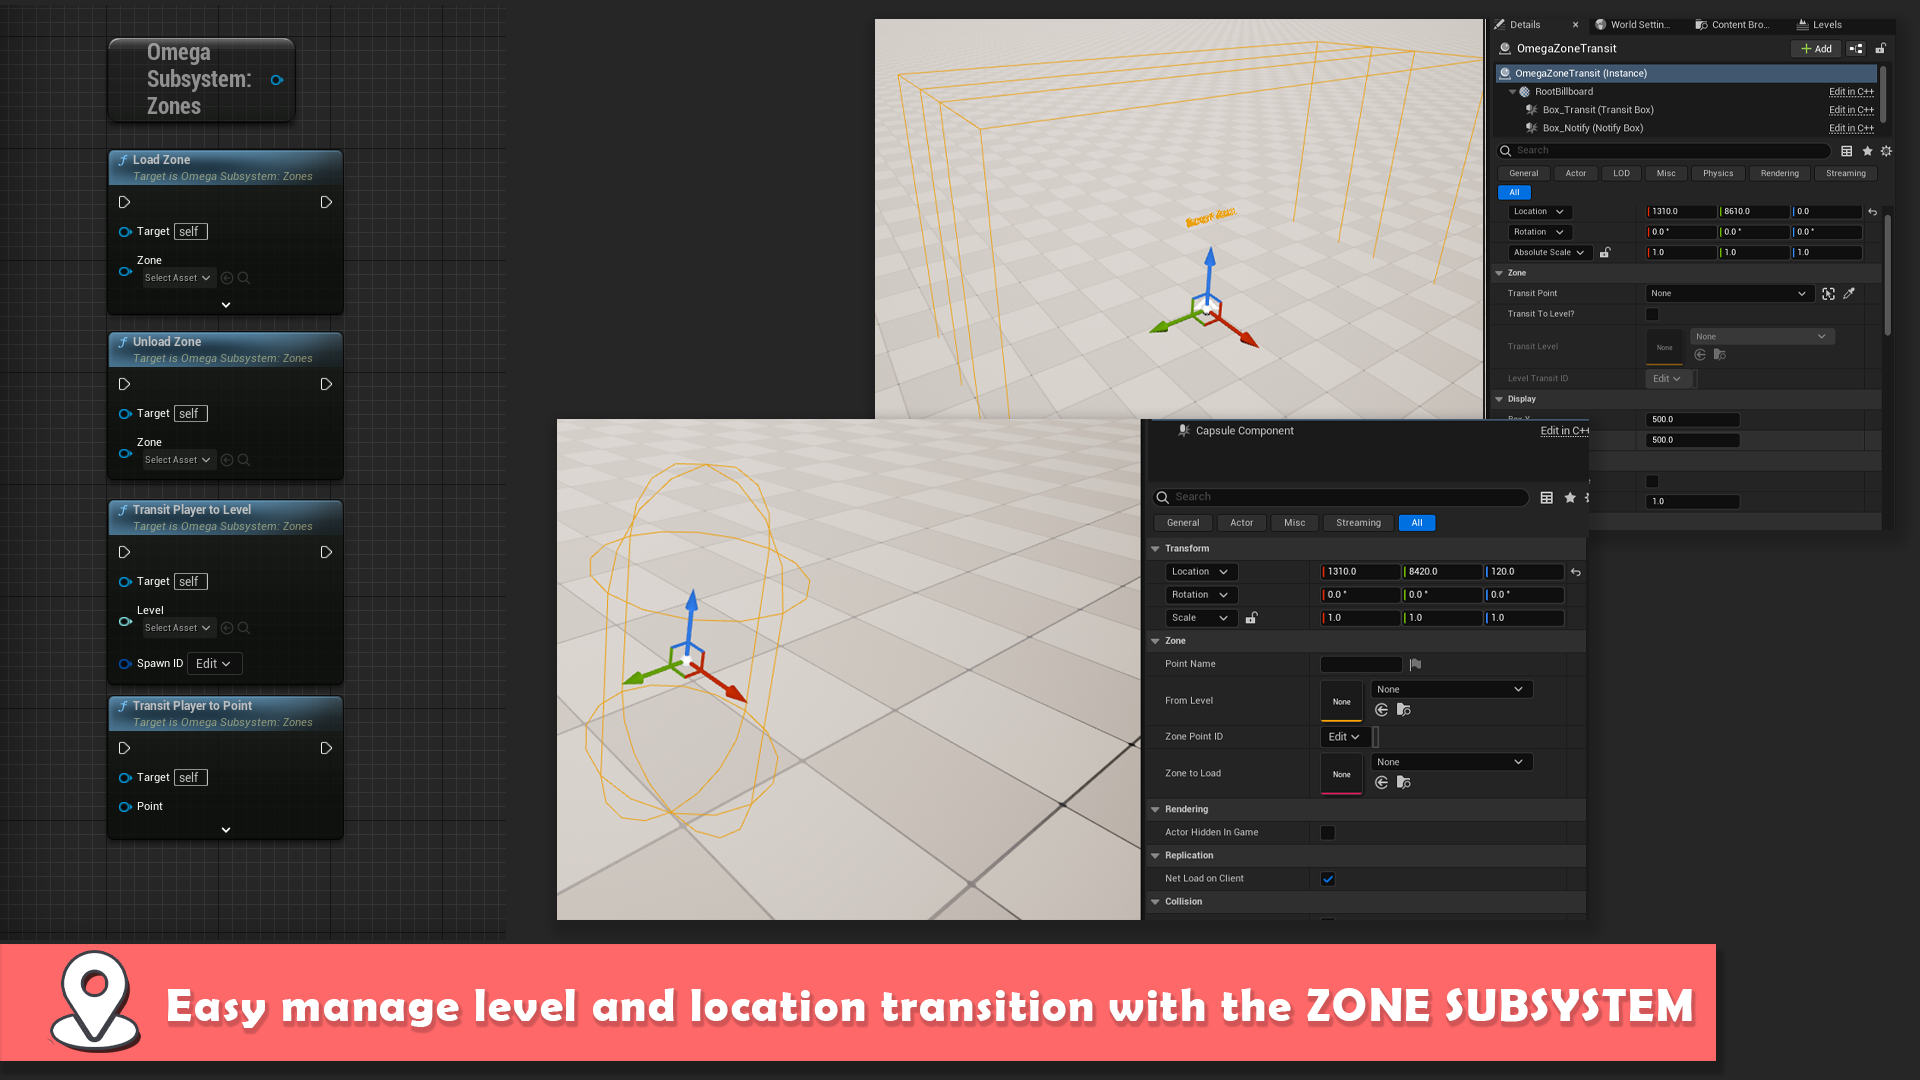 Omega
Subsystem:
Zones
Load Zone
Target is Omega Subsystem: Zones
Target self
Zone
Select Asset
Unload Zone
Target is Omega Subsystem: Zones
Target self
Zone
Select Asset
Transit Player to Level
Target is Omega Subsystem: Zones
Target self
Level
Select Asset
Spawn ID Edit
Transit Player to Point
Target is Omega Subsystem: Zones
Target self
Point
Details World Settin... Content Bro... Levels
OmegaZoneTransit
Add
OmegaZoneTransit (Instance)
RootBillboard Edit in C++
Box_Transit (Transit Box) Edit in C++
Box_Notify (Notify Box) Edit in C++
Search
General Actor LOD Misc Physics Rendering Streaming
All
Location 1310.0 8610.0 0.0
Rotation 0.0 ° 0.0 ° 0.0 °
Absolute Scale 1.0 1.0 1.0
Zone
Transit Point None
Transit To Level?
Transit Level None None
Level Transit ID Edit
Display
500.0
500.0
1.0
Capsule Component Edit in C++
Search
General Actor Misc Streaming All
Transform
Location 1310.0 8420.0 120.0
Rotation 0.0 ° 0.0 ° 0.0 °
Scale 1.0 1.0 1.0
Zone
Point Name
From Level None None
Zone Point ID Edit
Zone to Load None None
Rendering
Actor Hidden In Game
Replication
Net Load on Client
Collision
Easy manage level and location transition with the ZONE SUBSYSTEM